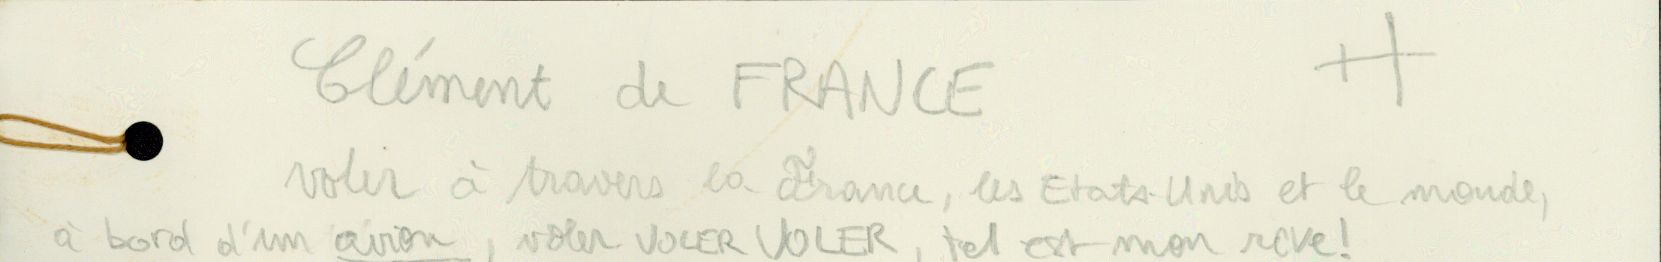 Clément de FRANCE
voler à travers la France, les Etats-Unis et le monde,
à bord d'un avion, voler VOLER VOLER, tel est mon rêve!